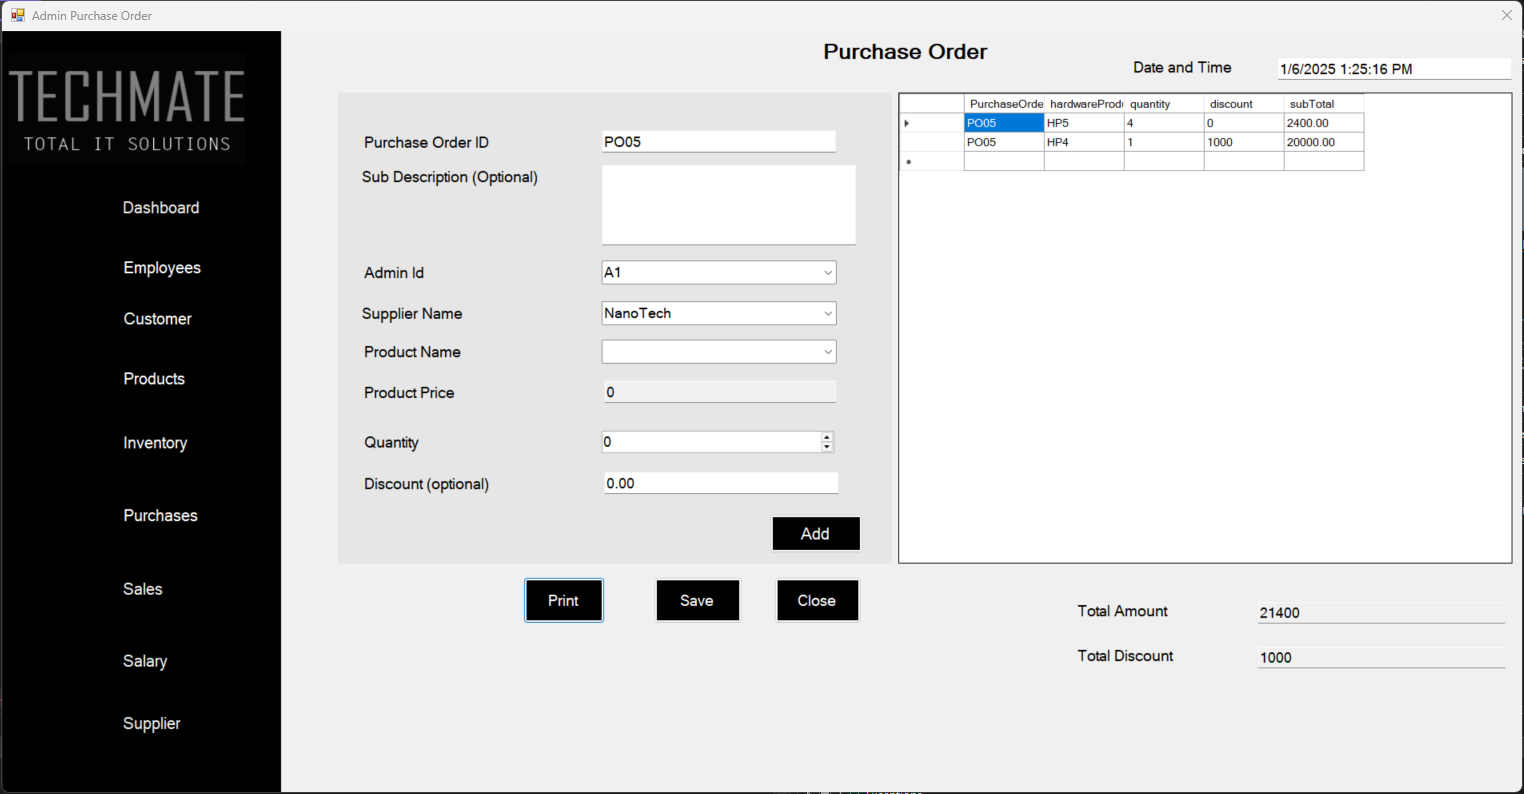 Admin Purchase Order
TECHMATE
TOTAL IT SOLUTIONS
Dashboard
Employees
Customer
Products
Inventory
Purchases
Sales
Salary
Supplier
Purchase Order
Date and Time 1/6/2025 1:25:16 PM
Purchase Order ID PO05
Sub Description (Optional)
Admin Id A1
Supplier Name NanoTech
Product Name
Product Price 0
Quantity 0
Discount (optional) 0.00
Add
Print Save Close
PurchaseOrde hardwareProdu quantity discount subTotal
PO05 HP5 4 0 2400.00
PO05 HP4 1 1000 20000.00
Total Amount 21400
Total Discount 1000